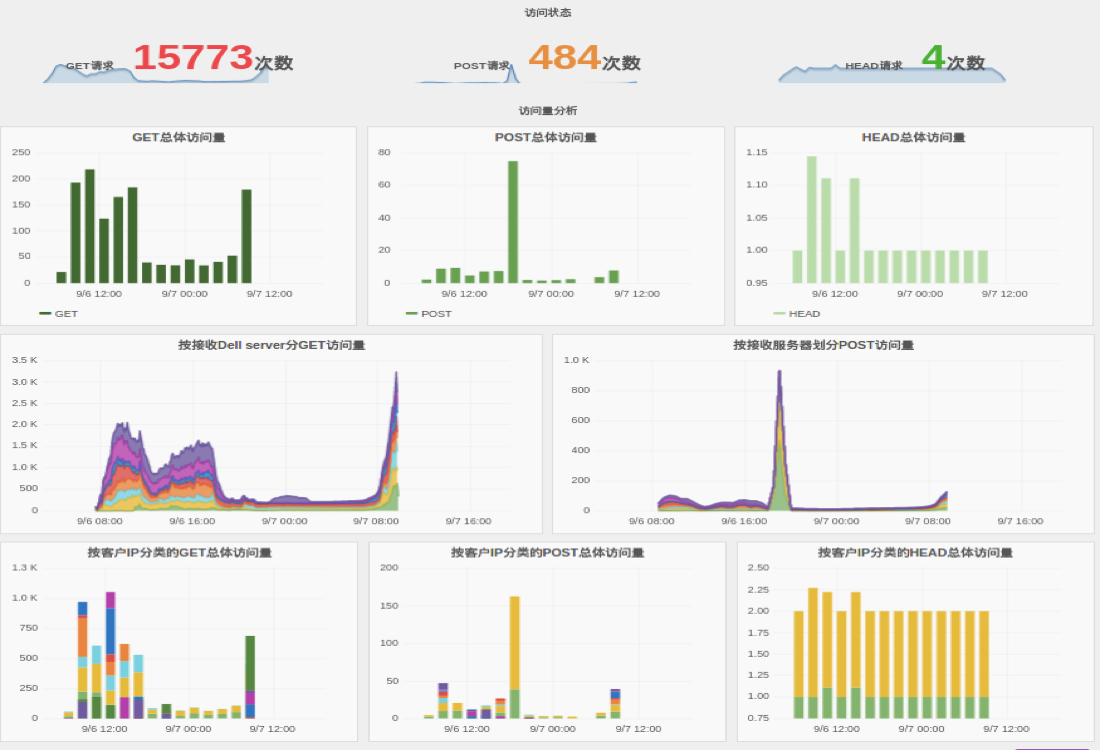 访问状态
GET请求 15773次数
POST请求 484次数
HEAD请求 4次数
访问量分析
GET总体访问量
250
200
150
100
50
0
9/6 12:00 9/7 00:00 9/7 12:00
GET
POST总体访问量
80
60
40
20
0
9/6 12:00 9/7 00:00 9/7 12:00
POST
HEAD总体访问量
1.15
1.10
1.05
1.00
0.95
9/6 12:00 9/7 00:00 9/7 12:00
HEAD
按接收Dell server分GET访问量
3.5 K
3.0 K
2.5 K
2.0 K
1.5 K
1.0 K
500
0
9/6 08:00 9/6 16:00 9/7 00:00 9/7 08:00 9/7 16:00
按接收服务器划分POST访问量
1.0 K
800
600
400
200
0
9/6 08:00 9/6 16:00 9/7 00:00 9/7 08:00 9/7 16:00
按客户IP分类的GET总体访问量
1.3 K
1.0 K
750
500
250
0
9/6 12:00 9/7 00:00 9/7 12:00
按客户IP分类的POST总体访问量
200
150
100
50
0
9/6 12:00 9/7 00:00 9/7 12:00
按客户IP分类的HEAD总体访问量
2.50
2.25
2.00
1.75
1.50
1.25
1.00
0.75
9/6 12:00 9/7 00:00 9/7 12:00